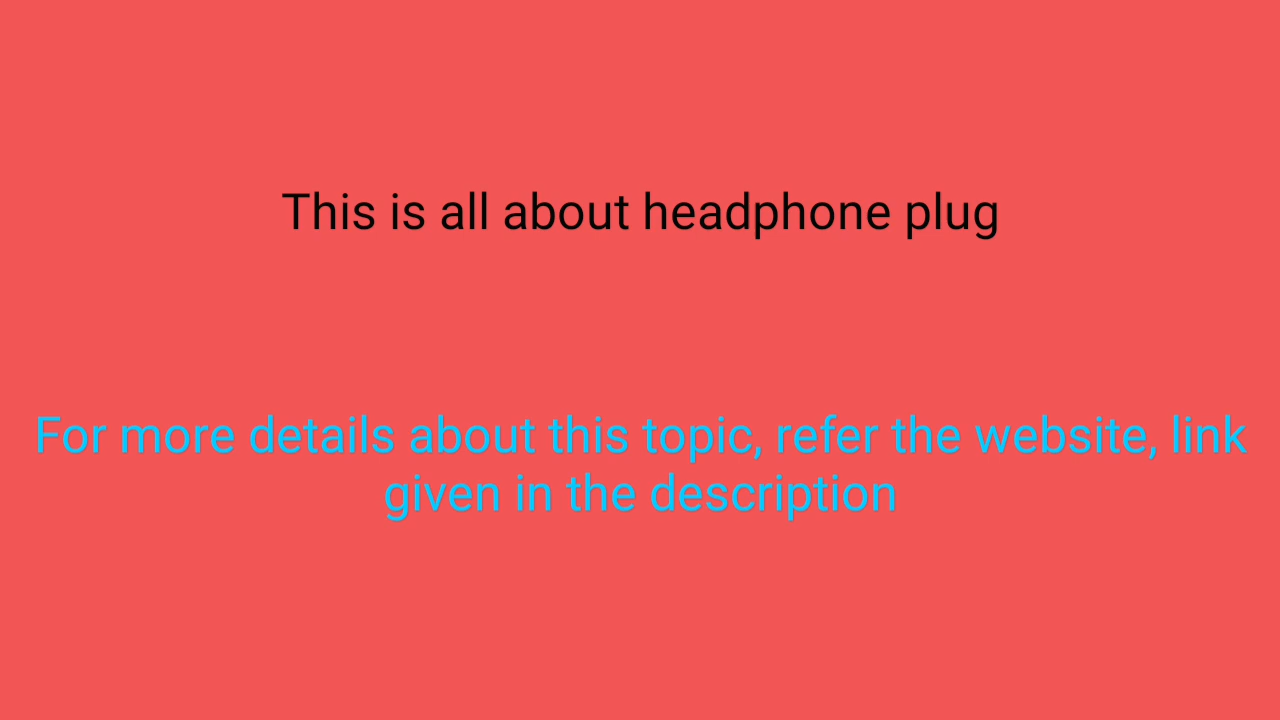 This is all about headphone plug
For more details about this topic, refer the website, link
given in the description